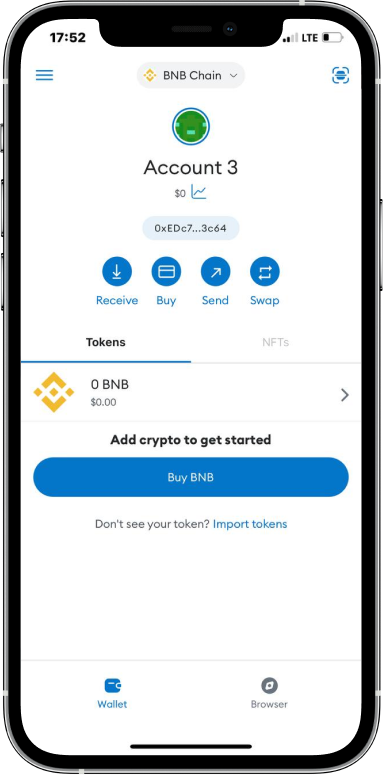 17:52 LTE
BNB Chain
Account 3
$0
0xEDc7...3c64
Receive Buy Send Swap
Tokens NFTs
0 BNB
$0.00
Add crypto to get started
Buy BNB
Don't see your token? Import tokens
Wallet Browser